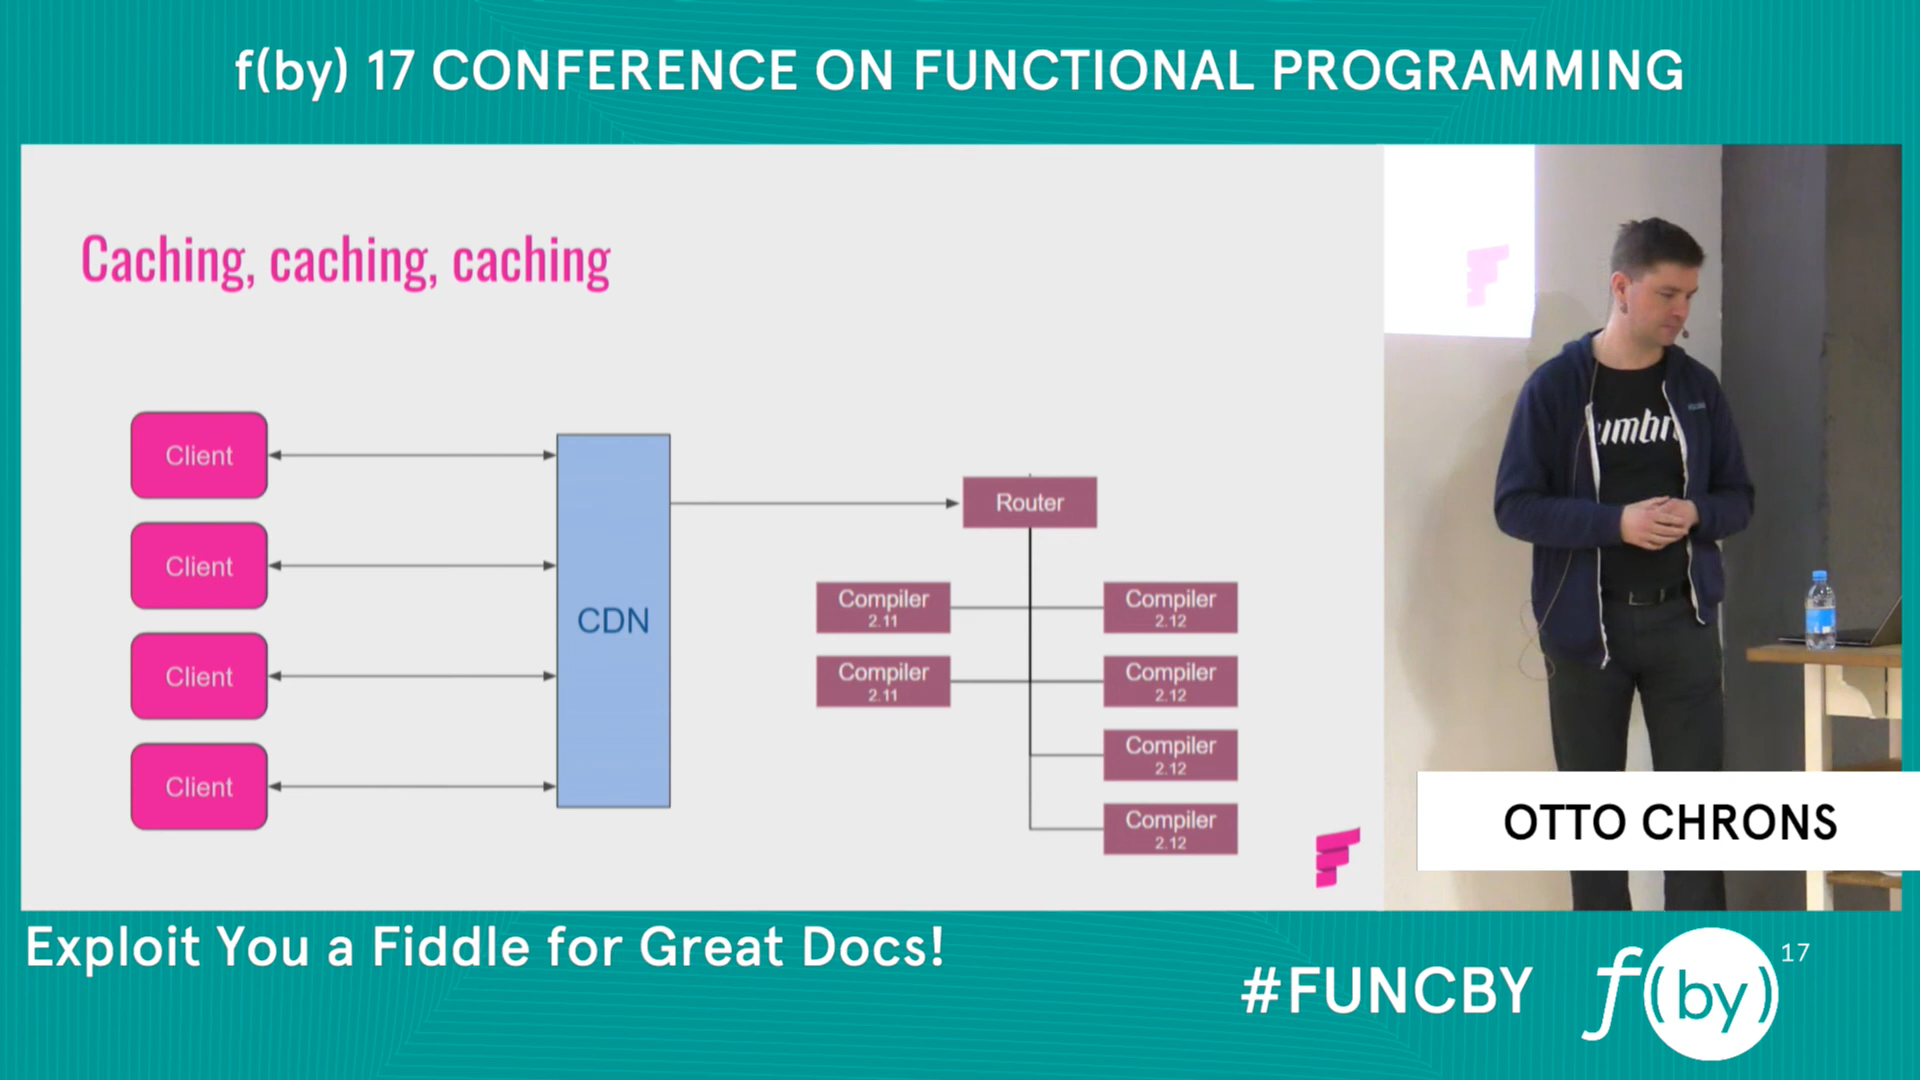 f(by) 17 CONFERENCE ON FUNCTIONAL PROGRAMMING
Caching, caching, caching
Client
Client
Client
Client
CDN
Router
Compiler
2.11
Compiler
2.11
Compiler
2.12
Compiler
2.12
Compiler
2.12
Compiler
2.12
OTTO CHRONS
Exploit You a Fiddle for Great Docs!
#FUNCBY
f(by) 17